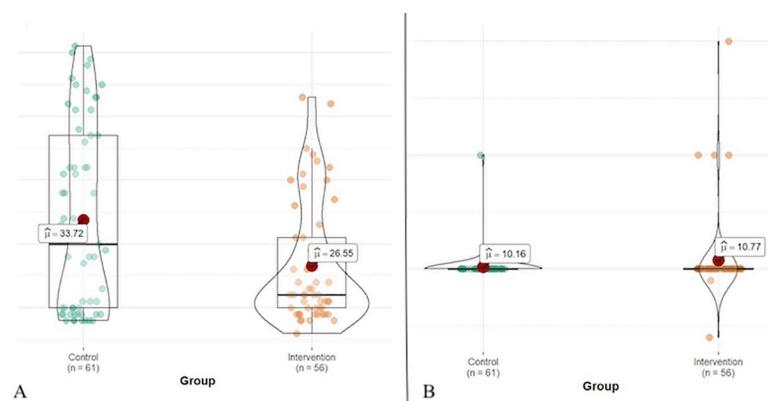 μ̂ = 33.72
μ̂ = 26.55
Control
(n = 61)
Intervention
(n = 56)
Group
A
μ̂ = 10.16
μ̂ = 10.77
Control
(n = 61)
Intervention
(n = 56)
Group
B